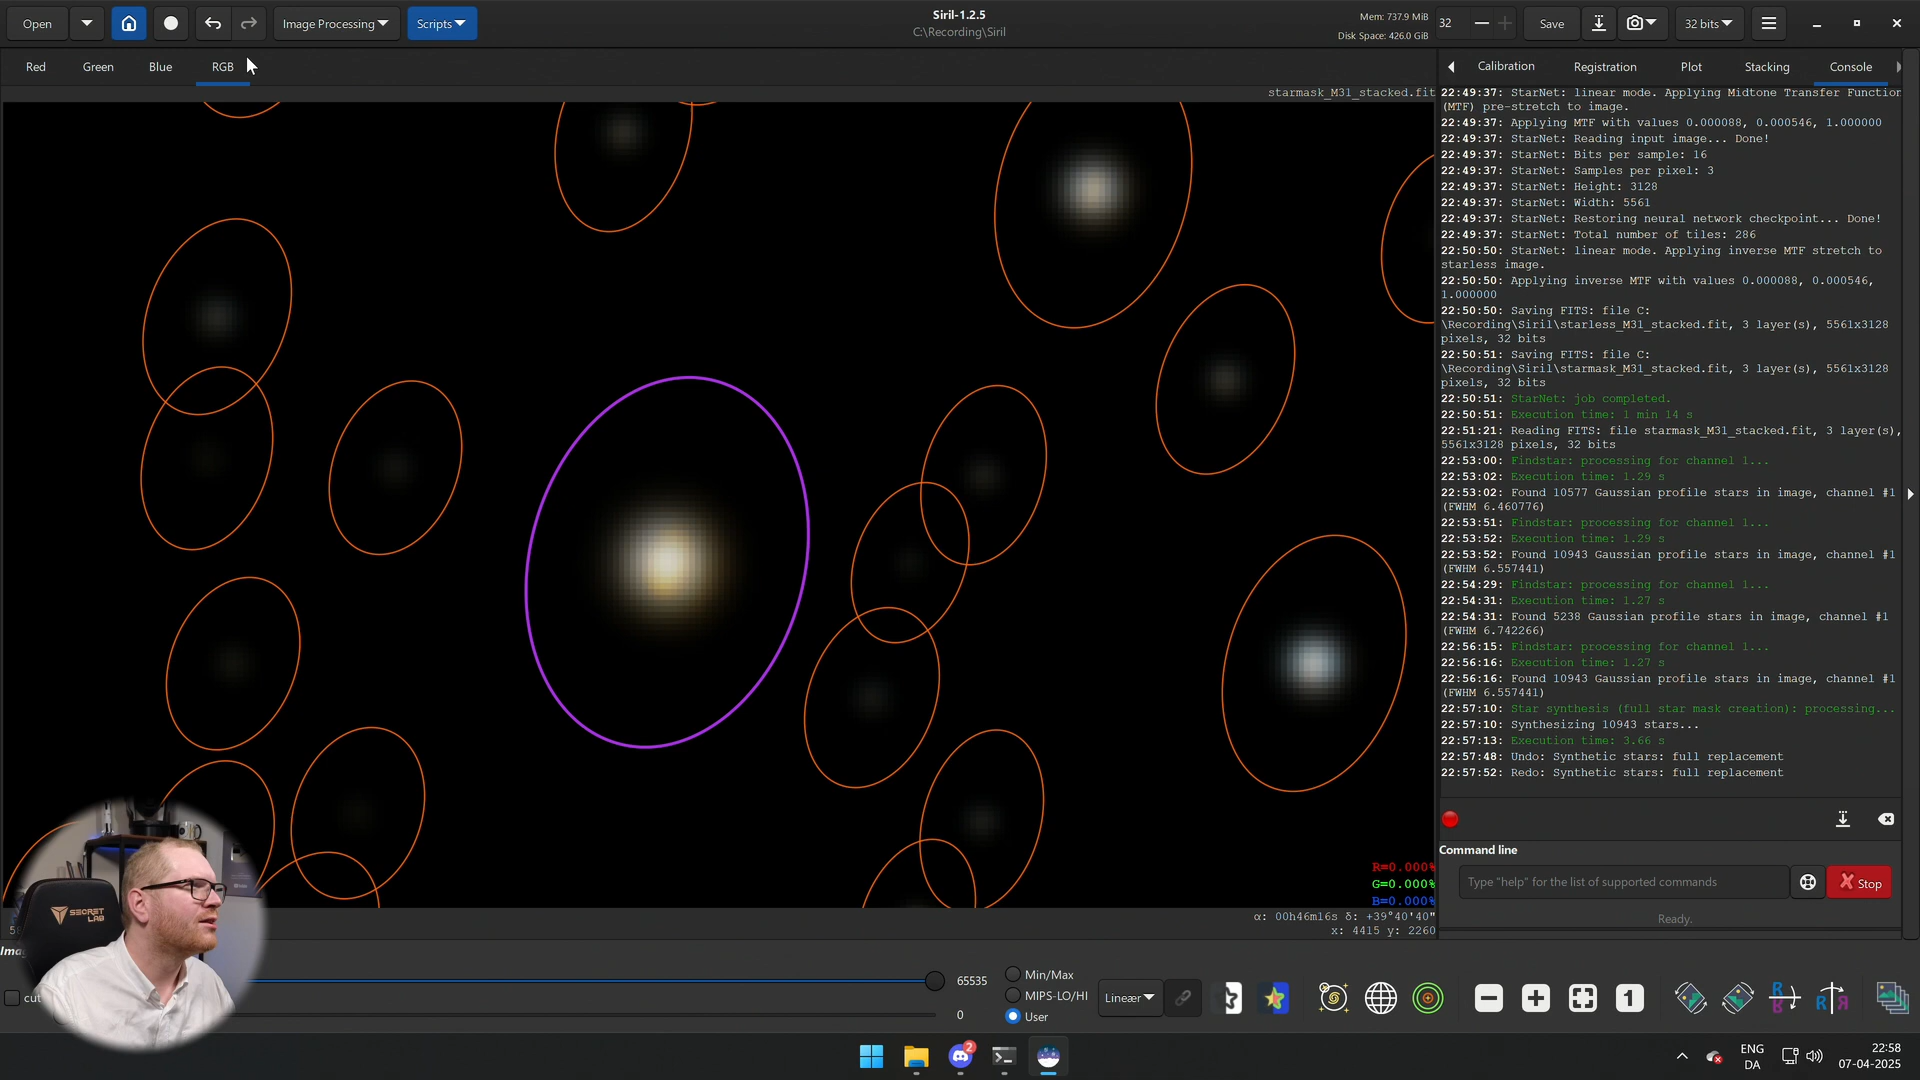 Open
Image Processing
Scripts
Siril-1.2.5
C:\Recording\Siril
Mem: 737.9 MiB
Disk Space: 426.0 GiB
32
Save
32 bits
Red
Green
Blue
RGB
Calibration
Registration
Plot
Stacking
Console
starmask_M31_stacked.fit
22:49:37: StarNet: linear mode. Applying Midtone Transfer Function
(MTF) pre-stretch to image.
22:49:37: Applying MTF with values 0.000088, 0.000546, 1.000000
22:49:37: StarNet: Reading input image... Done!
22:49:37: StarNet: Bits per sample: 16
22:49:37: StarNet: Samples per pixel: 3
22:49:37: StarNet: Height: 3128
22:49:37: StarNet: Width: 5561
22:49:37: StarNet: Restoring neural network checkpoint... Done!
22:49:37: StarNet: Total number of tiles: 286
22:50:50: StarNet: linear mode. Applying inverse MTF stretch to
starless image.
22:50:50: Applying inverse MTF with values 0.000088, 0.000546,
1.000000
22:50:50: Saving FITS: file C:
\Recording\Siril\starless_M31_stacked.fit, 3 layer(s), 5561x3128
pixels, 32 bits
22:50:51: Saving FITS: file C:
\Recording\Siril\starmask_M31_stacked.fit, 3 layer(s), 5561x3128
pixels, 32 bits
22:50:51: StarNet: job completed.
22:50:51: Execution time: 1 min 14 s
22:51:21: Reading FITS: file starmask_M31_stacked.fit, 3 layer(s),
5561x3128 pixels, 32 bits
22:53:00: Findstar: processing for channel 1...
22:53:02: Execution time: 1.29 s
22:53:02: Found 10577 Gaussian profile stars in image, channel #1
(FWHM 6.460776)
22:53:51: Findstar: processing for channel 1...
22:53:52: Execution time: 1.29 s
22:53:52: Found 10943 Gaussian profile stars in image, channel #1
(FWHM 6.557441)
22:54:29: Findstar: processing for channel 1...
22:54:31: Execution time: 1.27 s
22:54:31: Found 5238 Gaussian profile stars in image, channel #1
(FWHM 6.742266)
22:56:15: Findstar: processing for channel 1...
22:56:16: Execution time: 1.27 s
22:56:16: Found 10943 Gaussian profile stars in image, channel #1
(FWHM 6.557441)
22:57:10: Star synthesis (full star mask creation): processing...
22:57:10: Synthesizing 10943 stars...
22:57:13: Execution time: 3.66 s
22:57:48: Undo: Synthetic stars: full replacement
22:57:52: Redo: Synthetic stars: full replacement
Command line
Type "help" for the list of supported commands
Stop
Ready.
R=0.000%
G=0.000%
B=0.000%
α: 00h46m16s δ: +39°40'40"
x: 4415 y: 2260
SECRET
LAB
Ima
cut
65535
0
Min/Max
MIPS-LO/HI
User
Linear
1
R
R
R
R
2
ENG
DA
22:58
07-04-2025